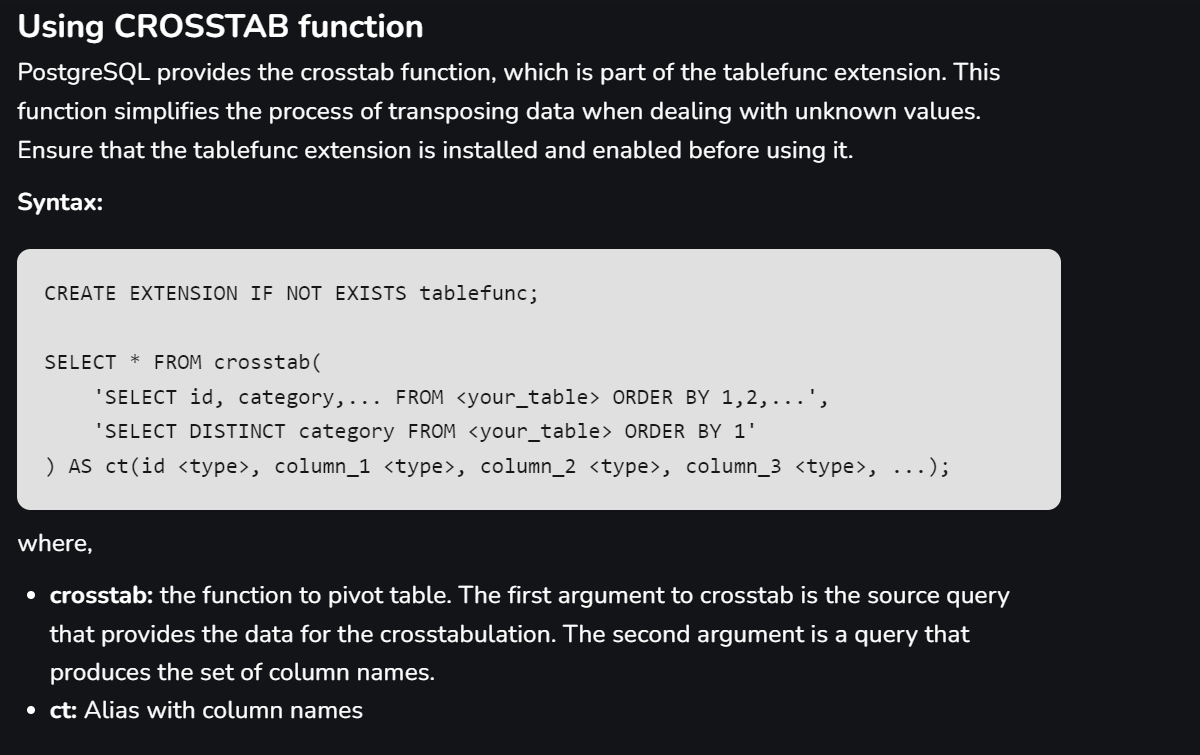 Using CROSSTAB function
PostgreSQL provides the crosstab function, which is part of the tablefunc extension. This
function simplifies the process of transposing data when dealing with unknown values.
Ensure that the tablefunc extension is installed and enabled before using it.
Syntax:
CREATE EXTENSION IF NOT EXISTS tablefunc;
SELECT * FROM crosstab(
    'SELECT id, category,... FROM <your_table> ORDER BY 1,2,...',
    'SELECT DISTINCT category FROM <your_table> ORDER BY 1'
) AS ct(id <type>, column_1 <type>, column_2 <type>, column_3 <type>, ...);
where,
• crosstab: the function to pivot table. The first argument to crosstab is the source query
that provides the data for the crosstabulation. The second argument is a query that
produces the set of column names.
• ct: Alias with column names